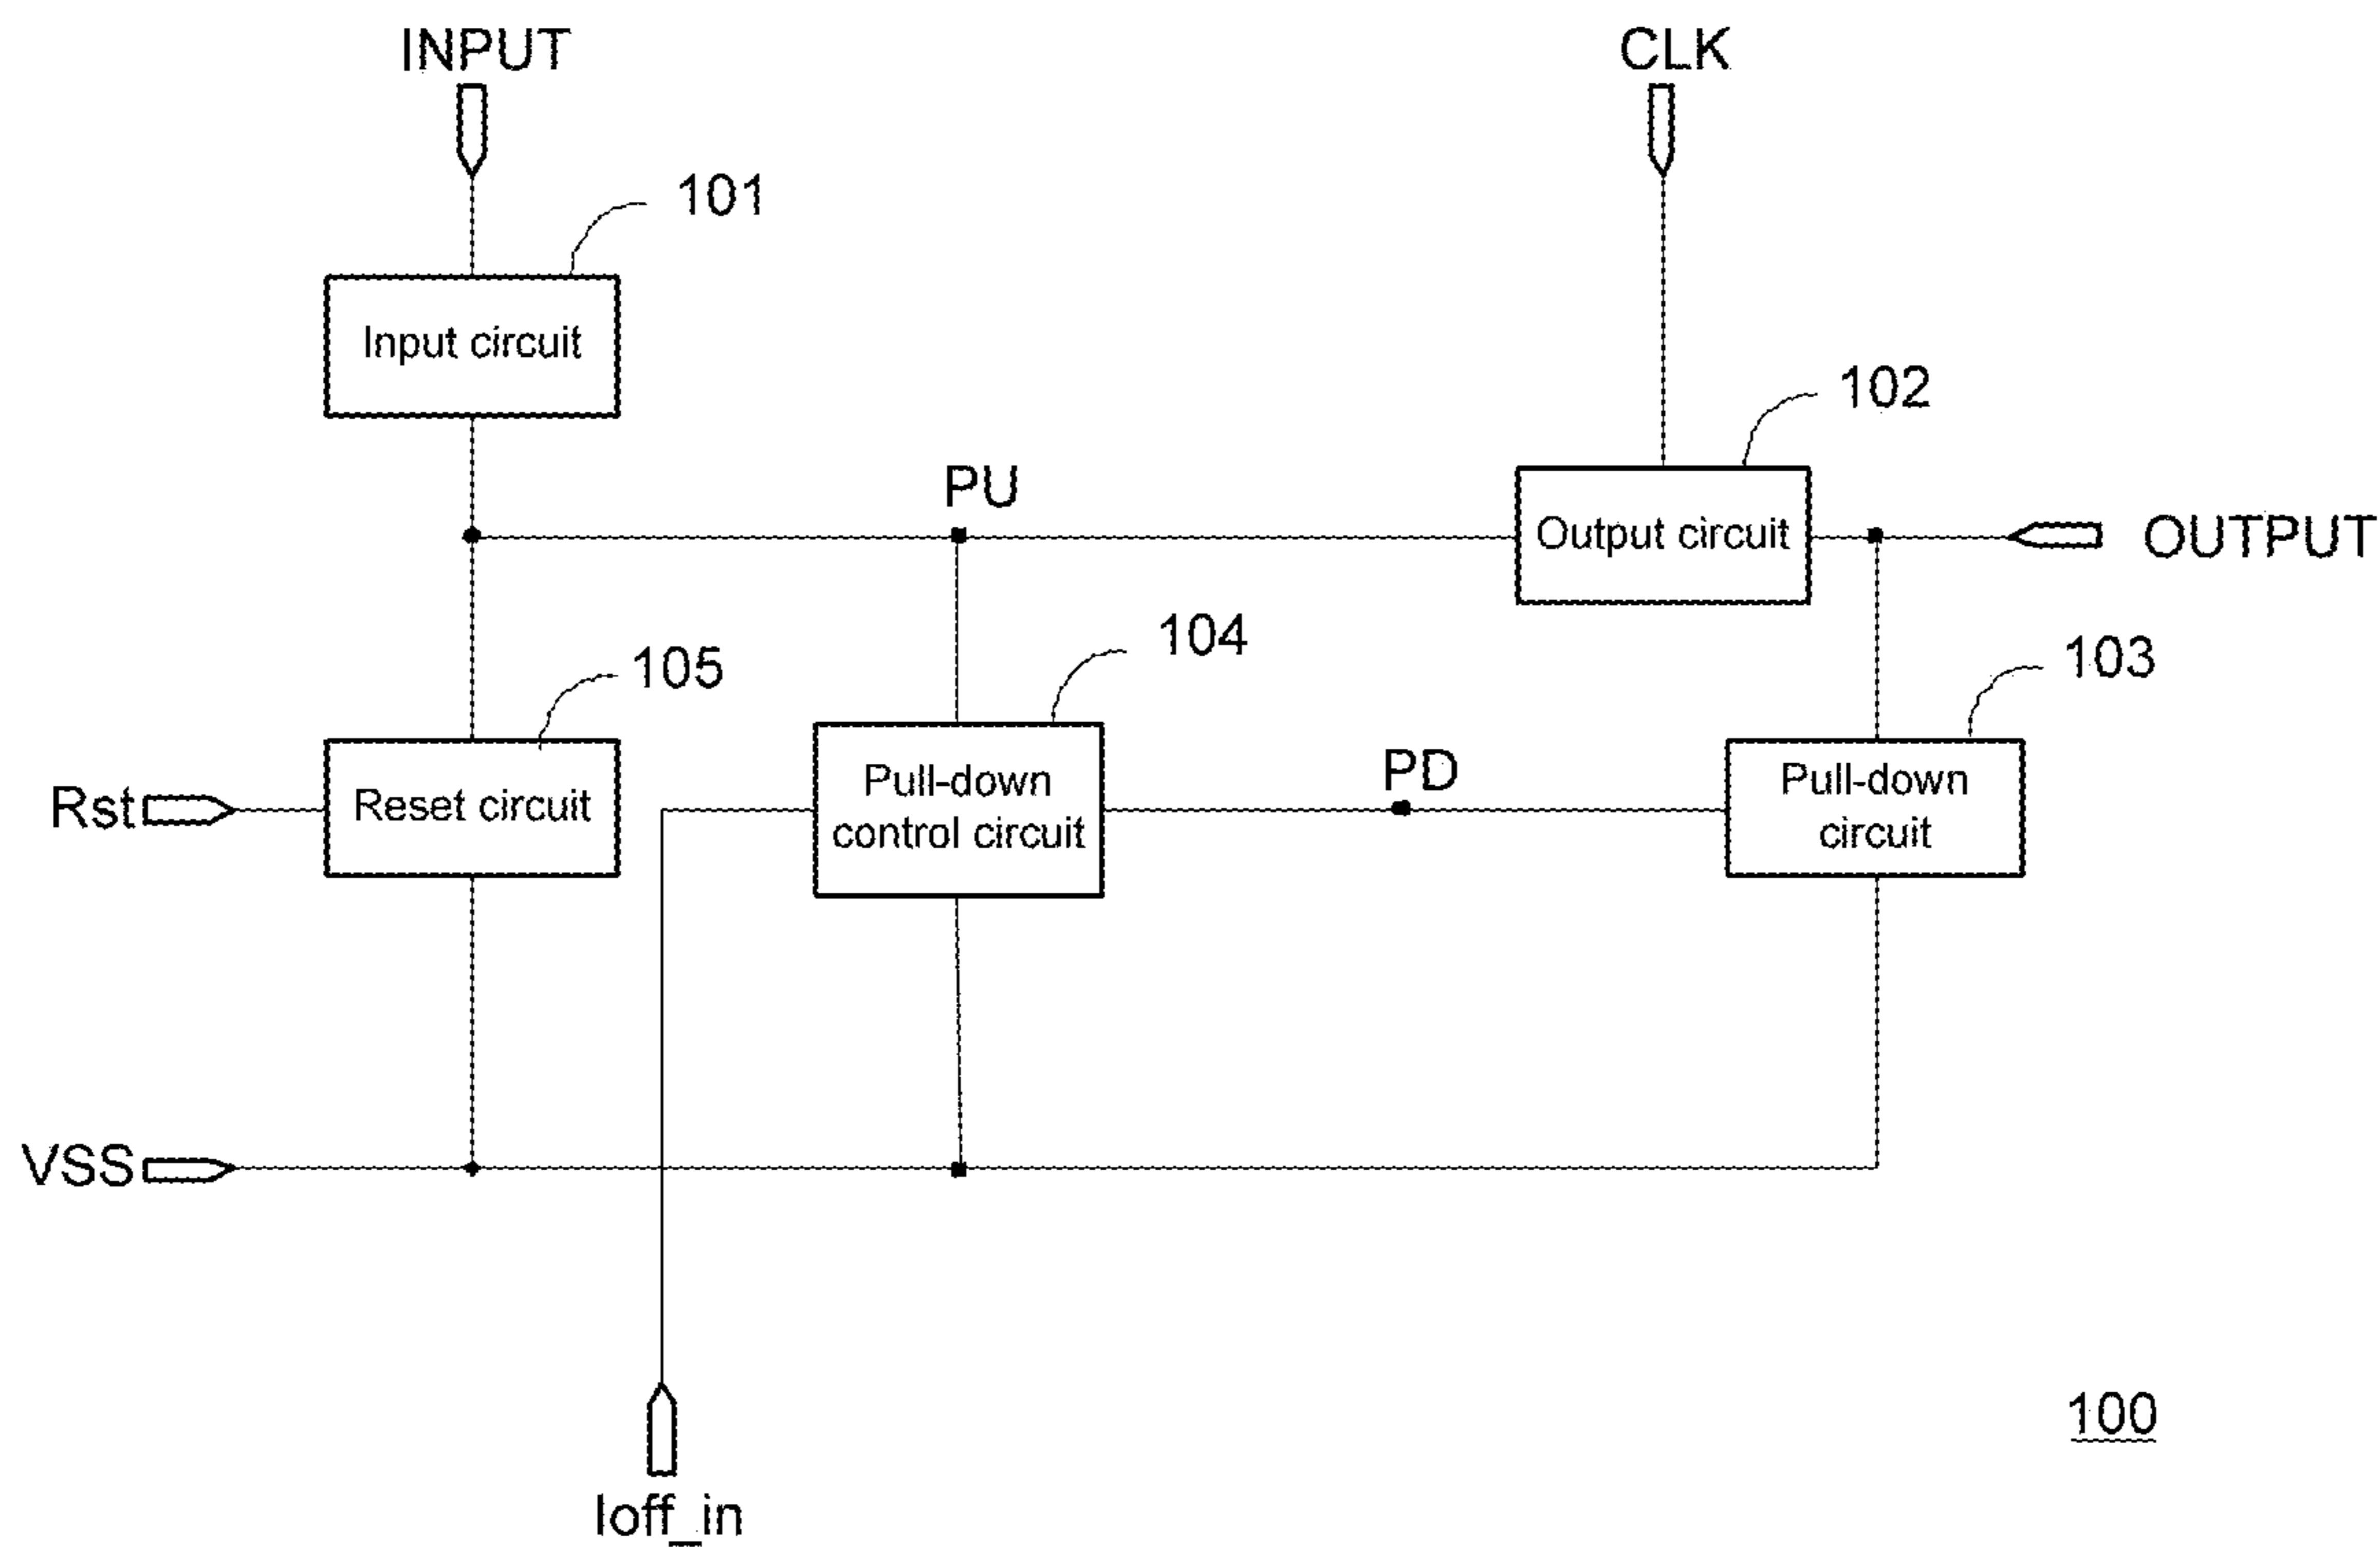 INPUT
CLK
101
Input circuit
102
PU
Output circuit
OUTPUT
104
103
105
Pull-down
control circuit
PD
Pull-down
circuit
Rst
Reset circuit
VSS
100
Ioff_in